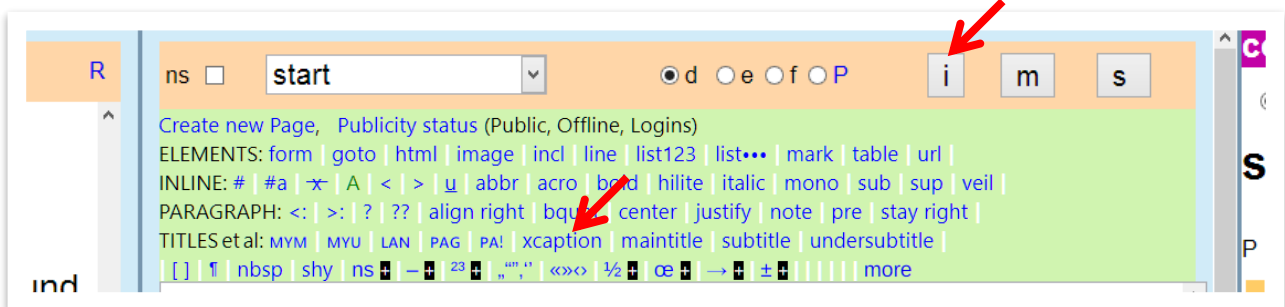 R
ns start d e f P i m s
Create new Page, Publicity status (Public, Offline, Logins)
ELEMENTS: form | goto | html | image | incl | line | list123 | list••• | mark | table | url |
INLINE: # | #a | x | A | < | > | u | abbr | acro | bold | hilite | italic | mono | sub | sup | veil |
PARAGRAPH: <: | >: | ? | ?? | align right | bquot | center | justify | note | pre | stay right |
TITLES et al: MYM | MYU | LAN | PAG | PA! | xcaption | maintitle | subtitle | undersubtitle |
| [ ] | ¶ | nbsp | shy | ns + | – + | ²³ + | „“”‚‘ | «»‹› | ½ + | œ + | → + | ± + | | | | | | more
S
P